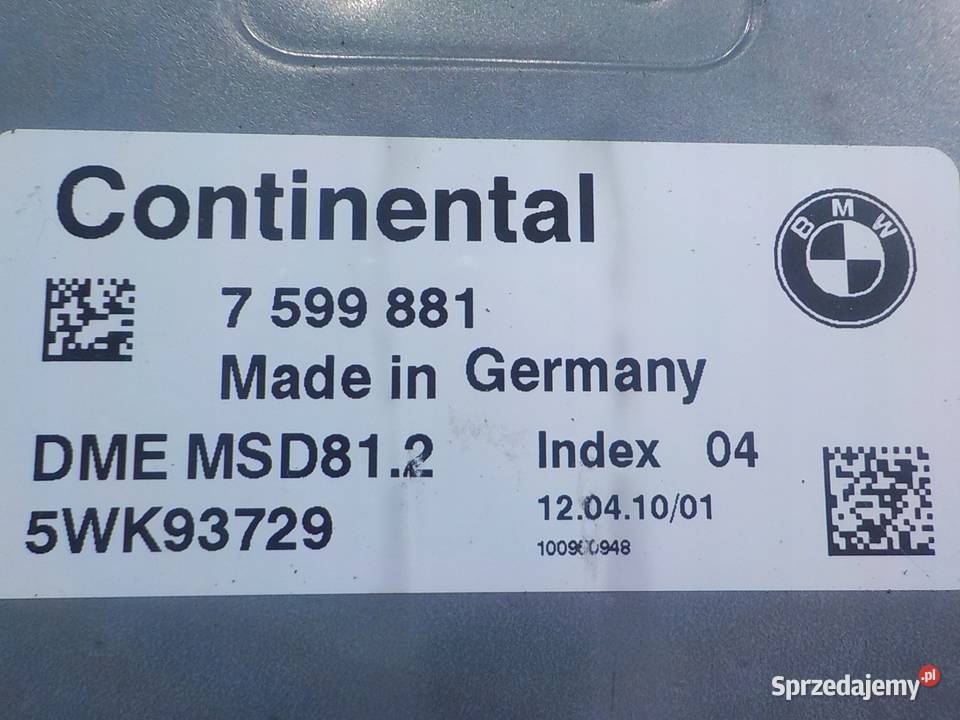 Continental
BMW
7 599 881
Made in Germany
DME MSD81.2
Index 04
5WK93729
12.04.10/01
Sprzedajemy.pl